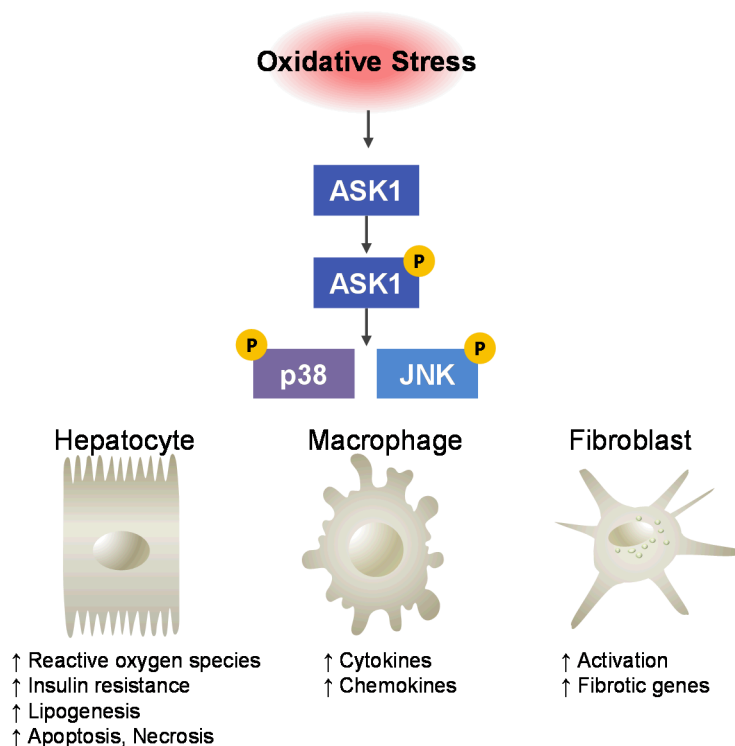 Oxidative Stress
ASK1
P
ASK1
P
P
p38
JNK
Hepatocyte
Macrophage
Fibroblast
↑ Reactive oxygen species
↑ Insulin resistance
↑ Lipogenesis
↑ Apoptosis, Necrosis
↑ Cytokines
↑ Chemokines
↑ Activation
↑ Fibrotic genes